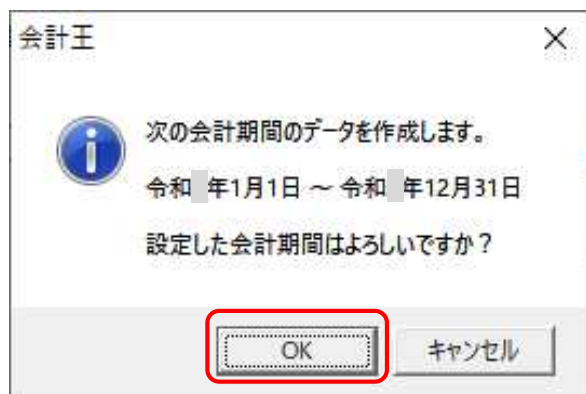 会計王
次の会計期間のデータを作成します。
令和 年1月1日 ～ 令和 年12月31日
設定した会計期間はよろしいですか？
OK キャンセル